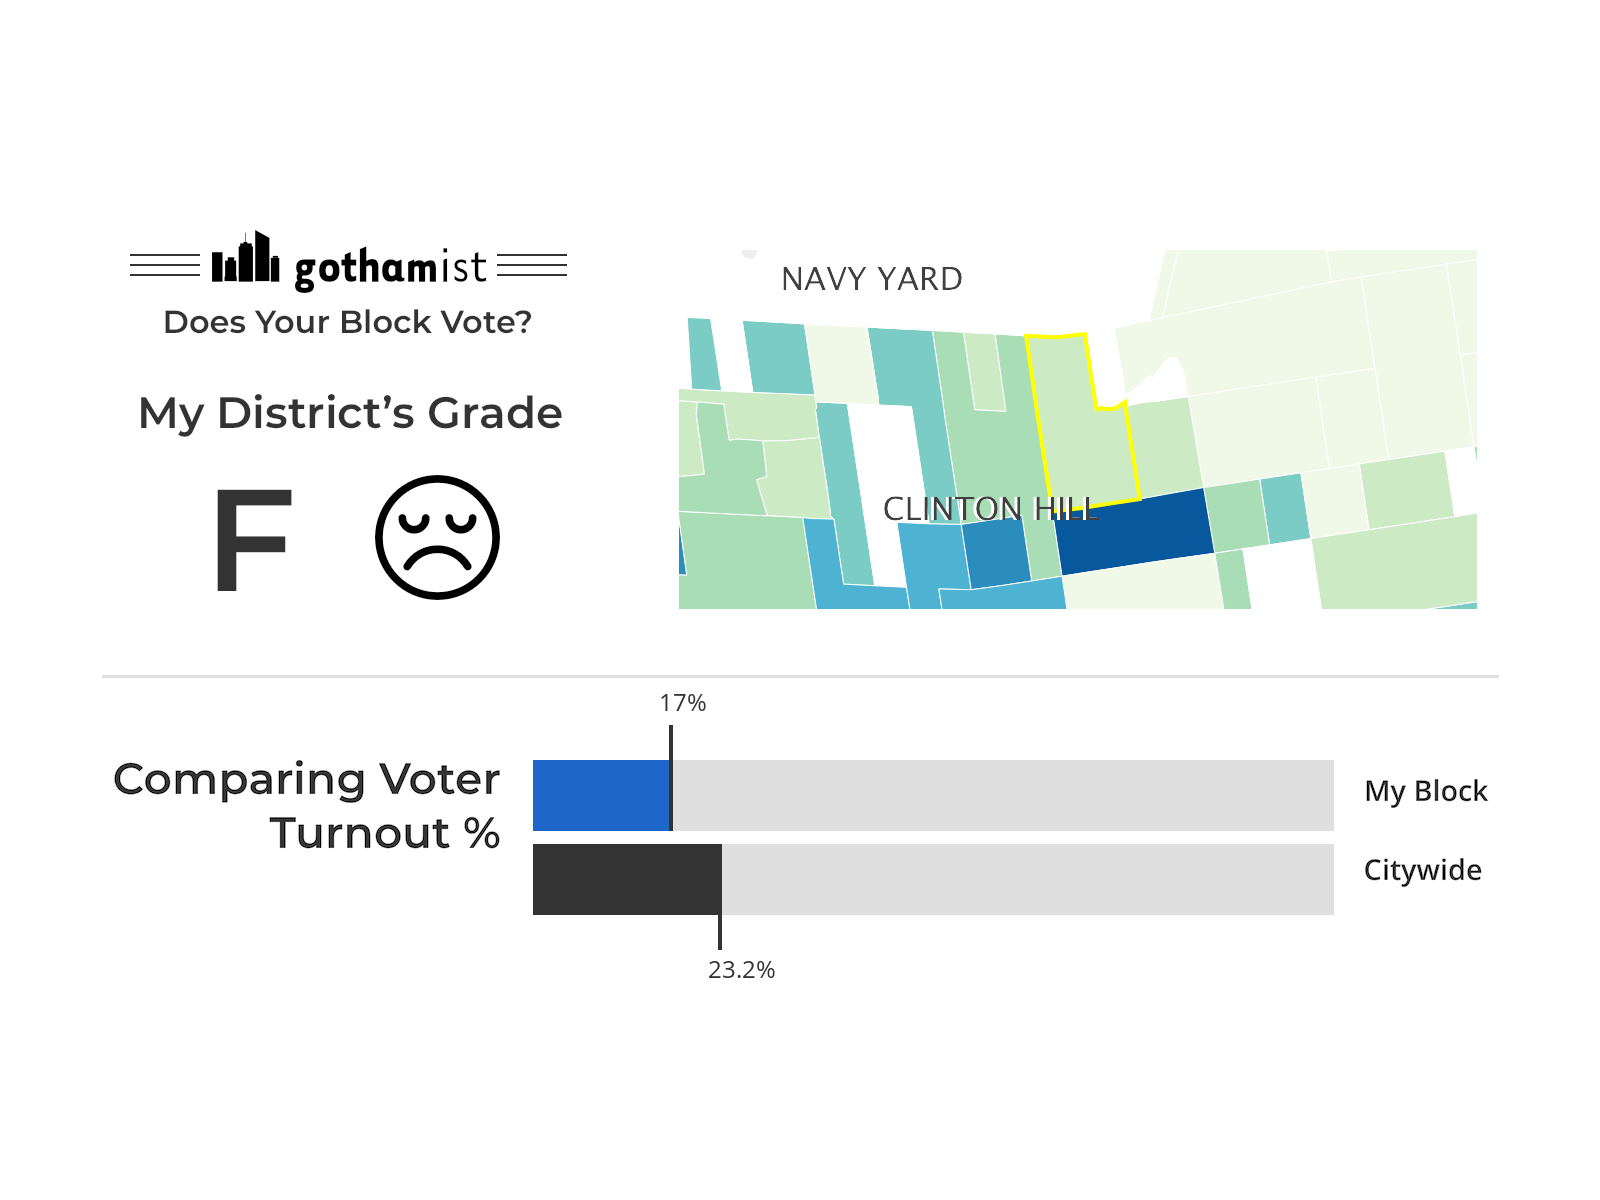 gothamist
Does Your Block Vote?
My District’s Grade
F
NAVY YARD
CLINTON HILL
17%
Comparing Voter
Turnout %
My Block
Citywide
23.2%